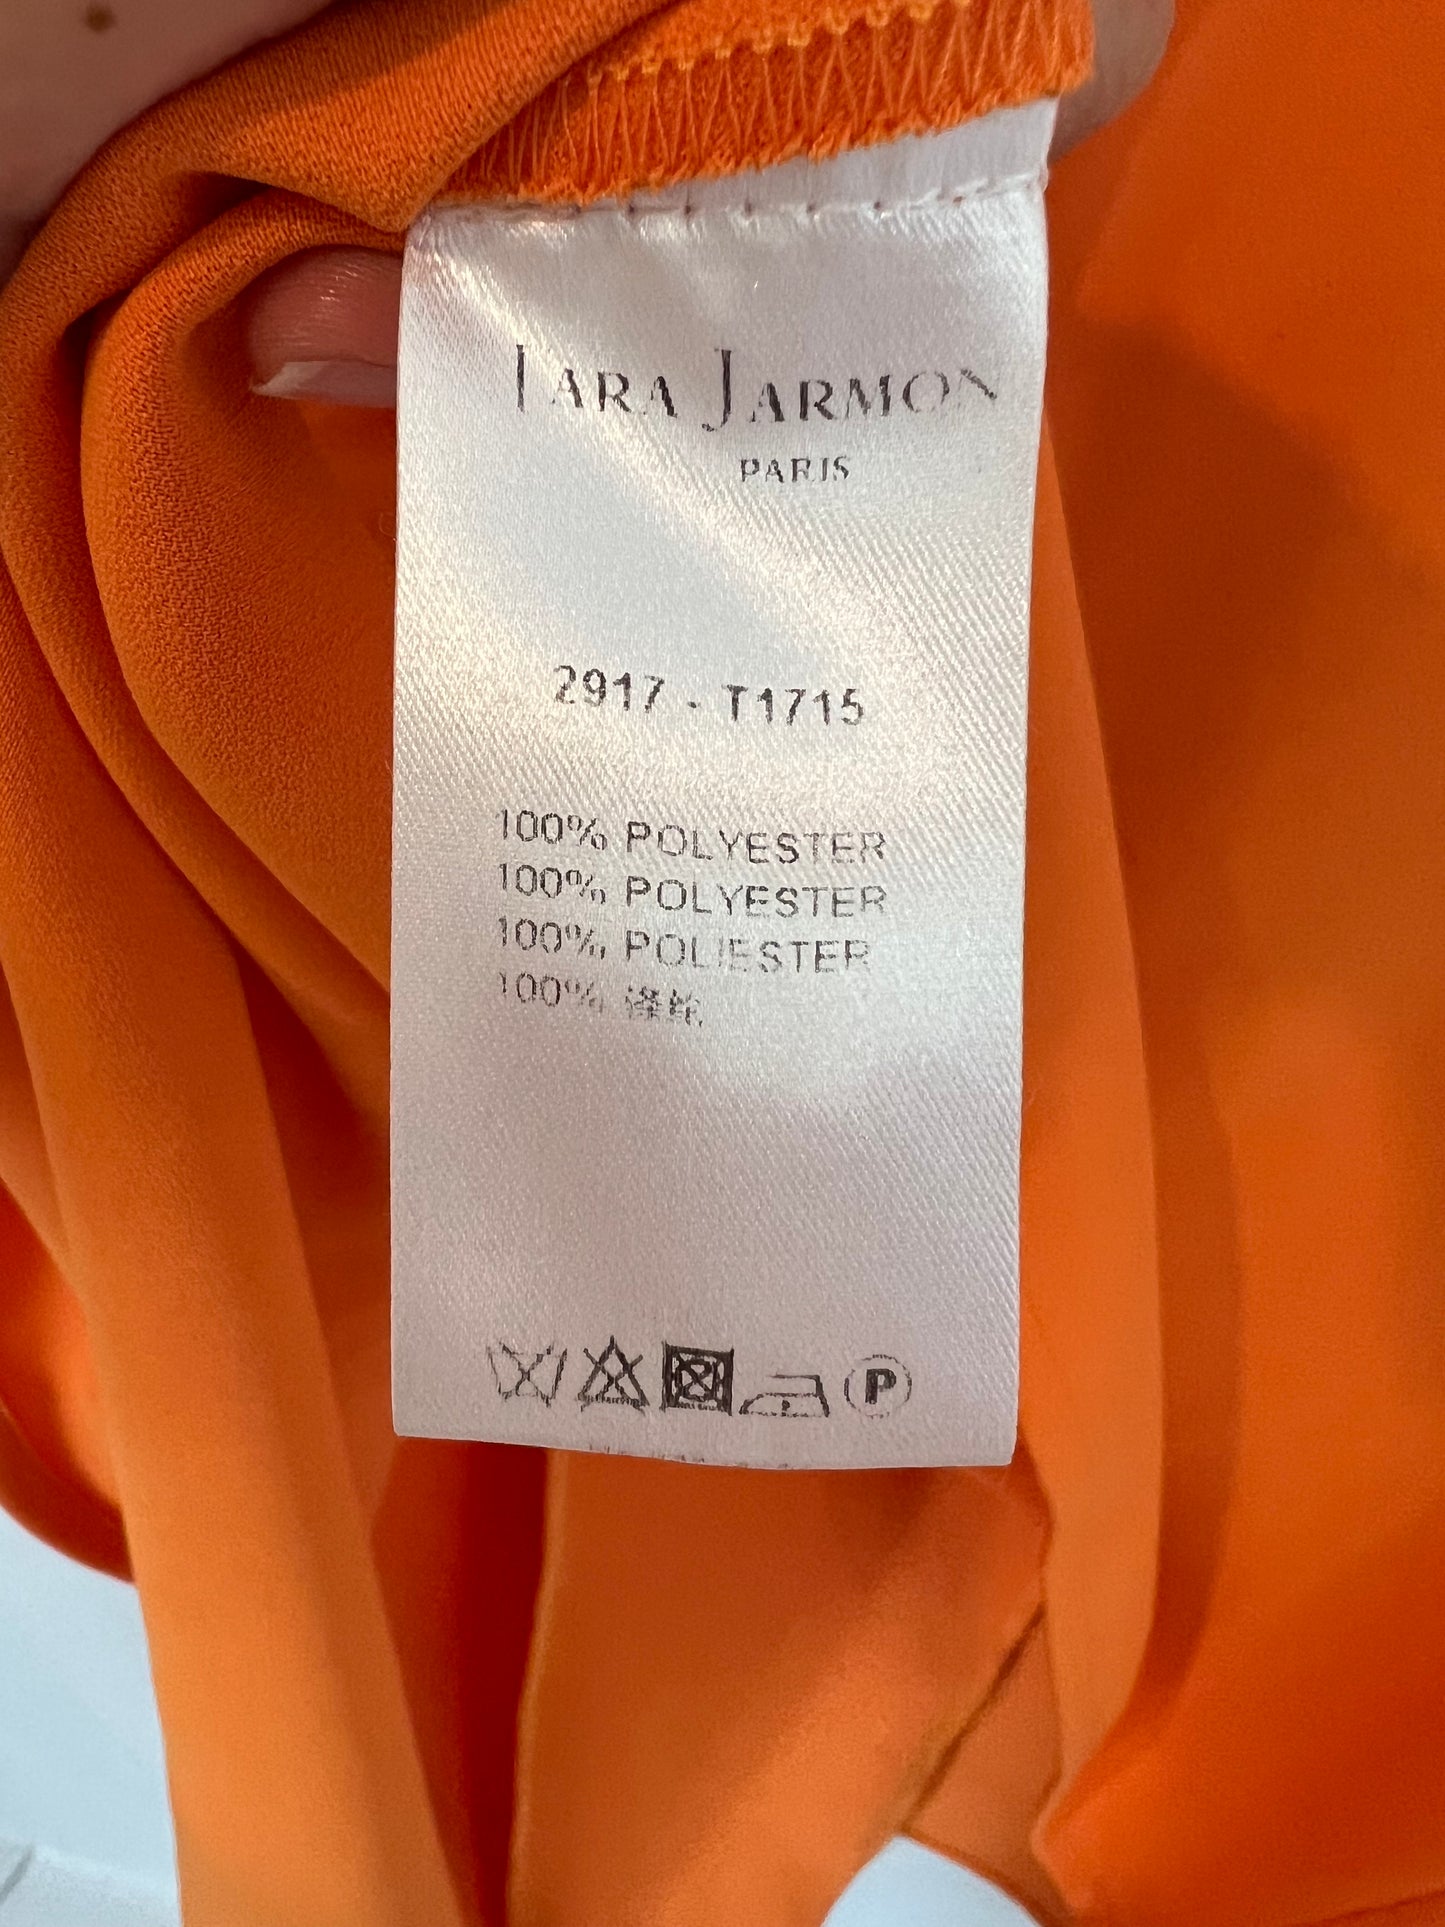 TARA JARMON
PARIS
2917 - T1715
100% POLYESTER
100% POLYESTER
100% POLIESTER
100% 涤纶
P